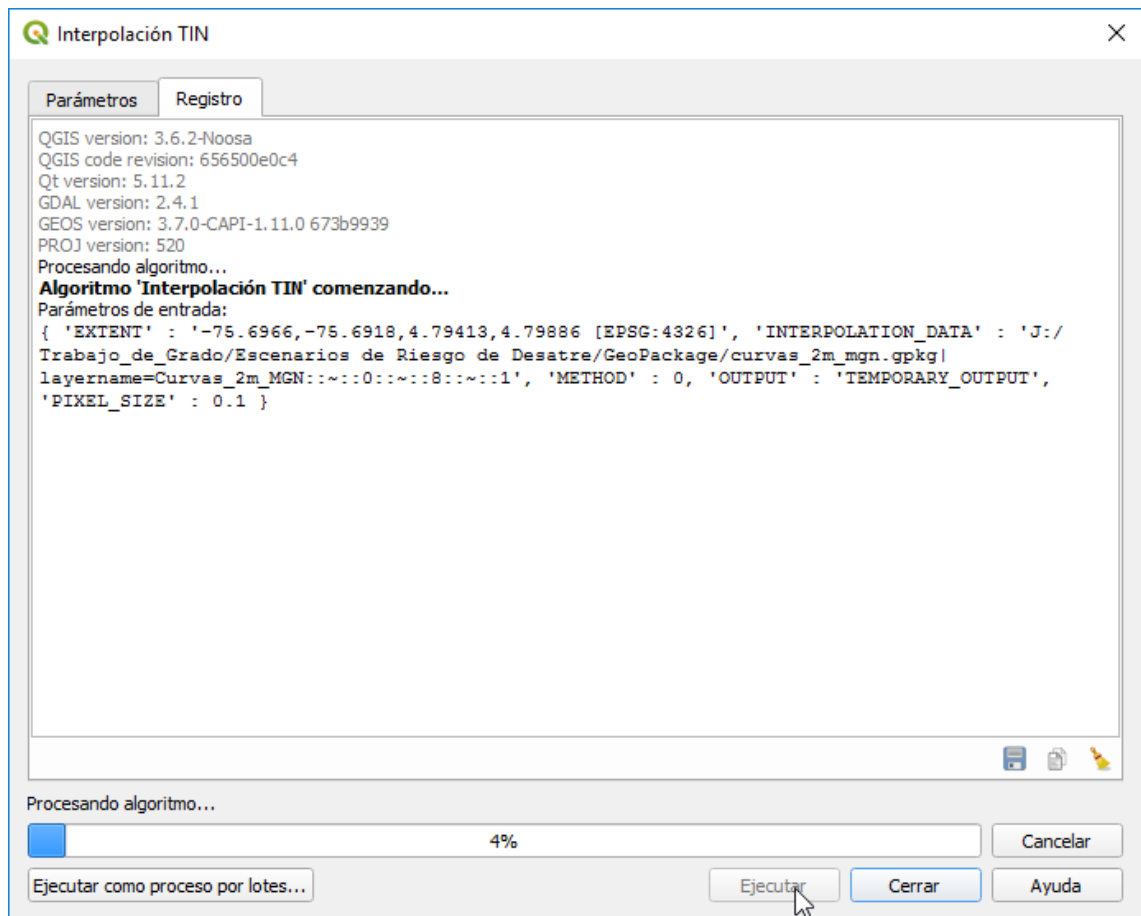 Interpolación TIN
Parámetros
Registro
QGIS version: 3.6.2-Noosa
QGIS code revision: 656500e0c4
Qt version: 5.11.2
GDAL version: 2.4.1
GEOS version: 3.7.0-CAPI-1.11.0 673b9939
PROJ version: 520
Procesando algoritmo...
Algoritmo 'Interpolación TIN' comenzando...
Parámetros de entrada:
{ 'EXTENT' : '-75.6966,-75.6918,4.79413,4.79886 [EPSG:4326]', 'INTERPOLATION_DATA' : 'J:/
Trabajo_de_Grado/Escenarios de Riesgo de Desatre/GeoPackage/curvas_2m_mgn.gpkg|
layername=Curvas_2m_MGN::~::0::~::8::~::1', 'METHOD' : 0, 'OUTPUT' : 'TEMPORARY_OUTPUT',
'PIXEL_SIZE' : 0.1 }
Procesando algoritmo...
4%
Cancelar
Ejecutar como proceso por lotes...
Ejecutar
Cerrar
Ayuda